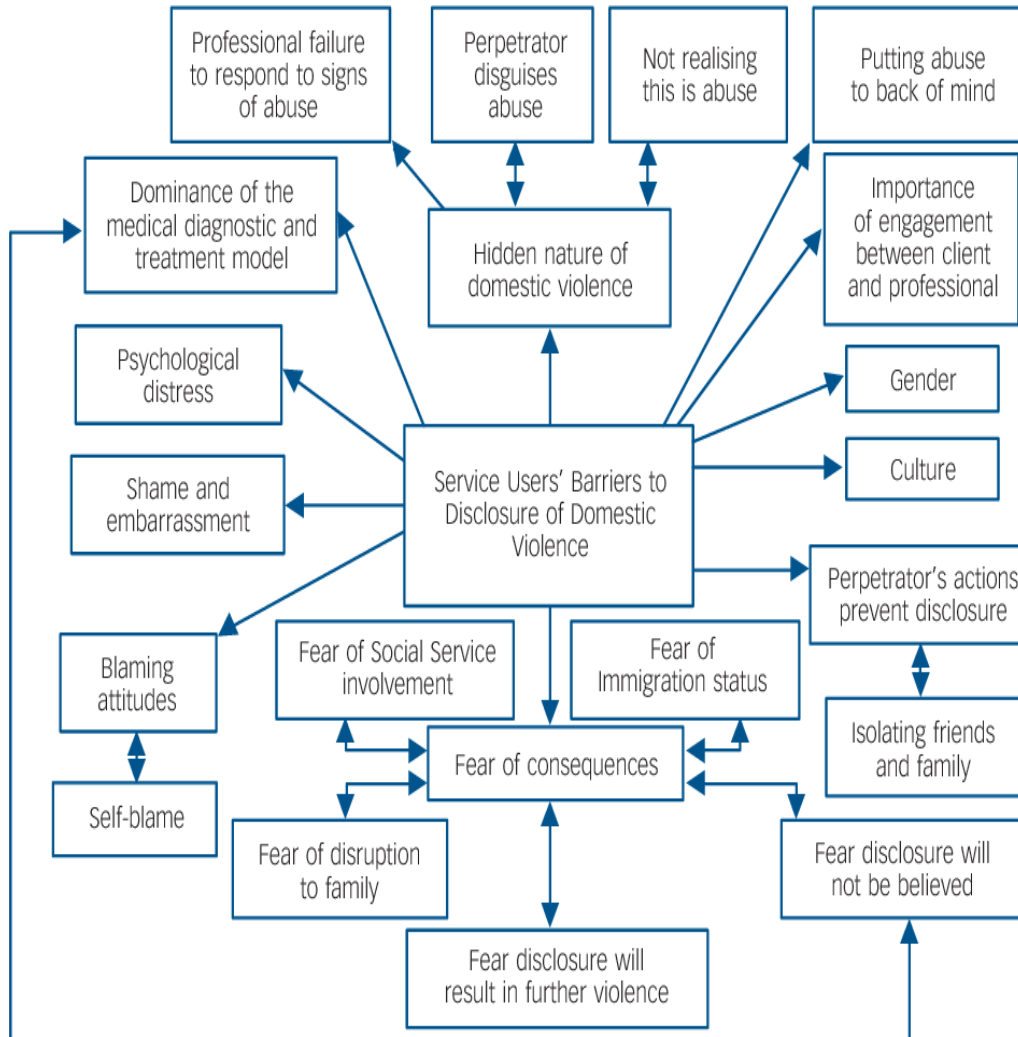 Professional failure
to respond to signs
of abuse
Perpetrator
disguises
abuse
Not realising
this is abuse
Putting abuse
to back of mind
Dominance of the
medical diagnostic and
treatment model
Hidden nature of
domestic violence
Importance
of engagement
between client
and professional
Psychological
distress
Gender
Shame and
embarrassment
Service Users’ Barriers to
Disclosure of Domestic
Violence
Culture
Perpetrator’s actions
prevent disclosure
Blaming
attitudes
Fear of Social Service
involvement
Fear of
Immigration status
Isolating friends
and family
Self-blame
Fear of consequences
Fear of disruption
to family
Fear disclosure will
not be believed
Fear disclosure will
result in further violence